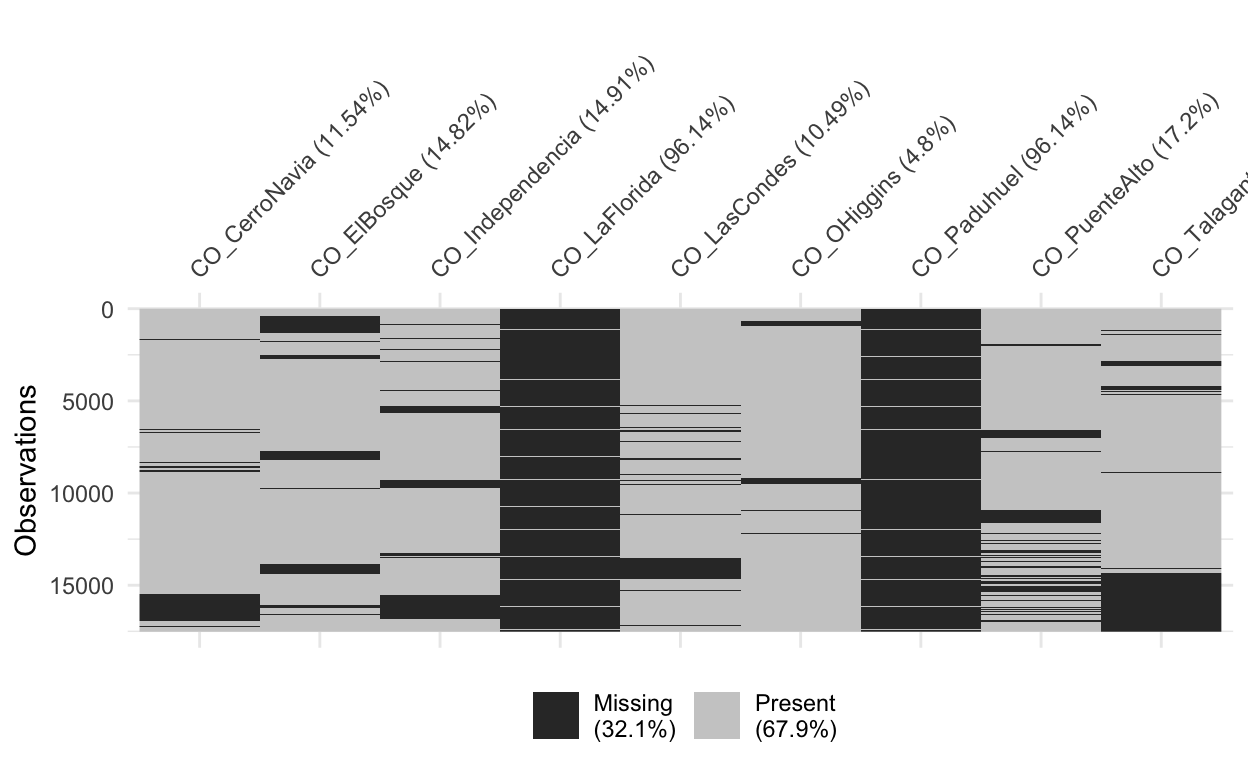 CO_CerroNavia (11.54%)
CO_ElBosque (14.82%)
CO_Independencia (14.91%)
CO_LaFlorida (96.14%)
CO_LasCondes (10.49%)
CO_OHiggins (4.8%)
CO_Paduhuel (96.14%)
CO_PuenteAlto (17.2%)
CO_Talagan
0
5000
10000
15000
Observations
Missing
(32.1%)
Present
(67.9%)